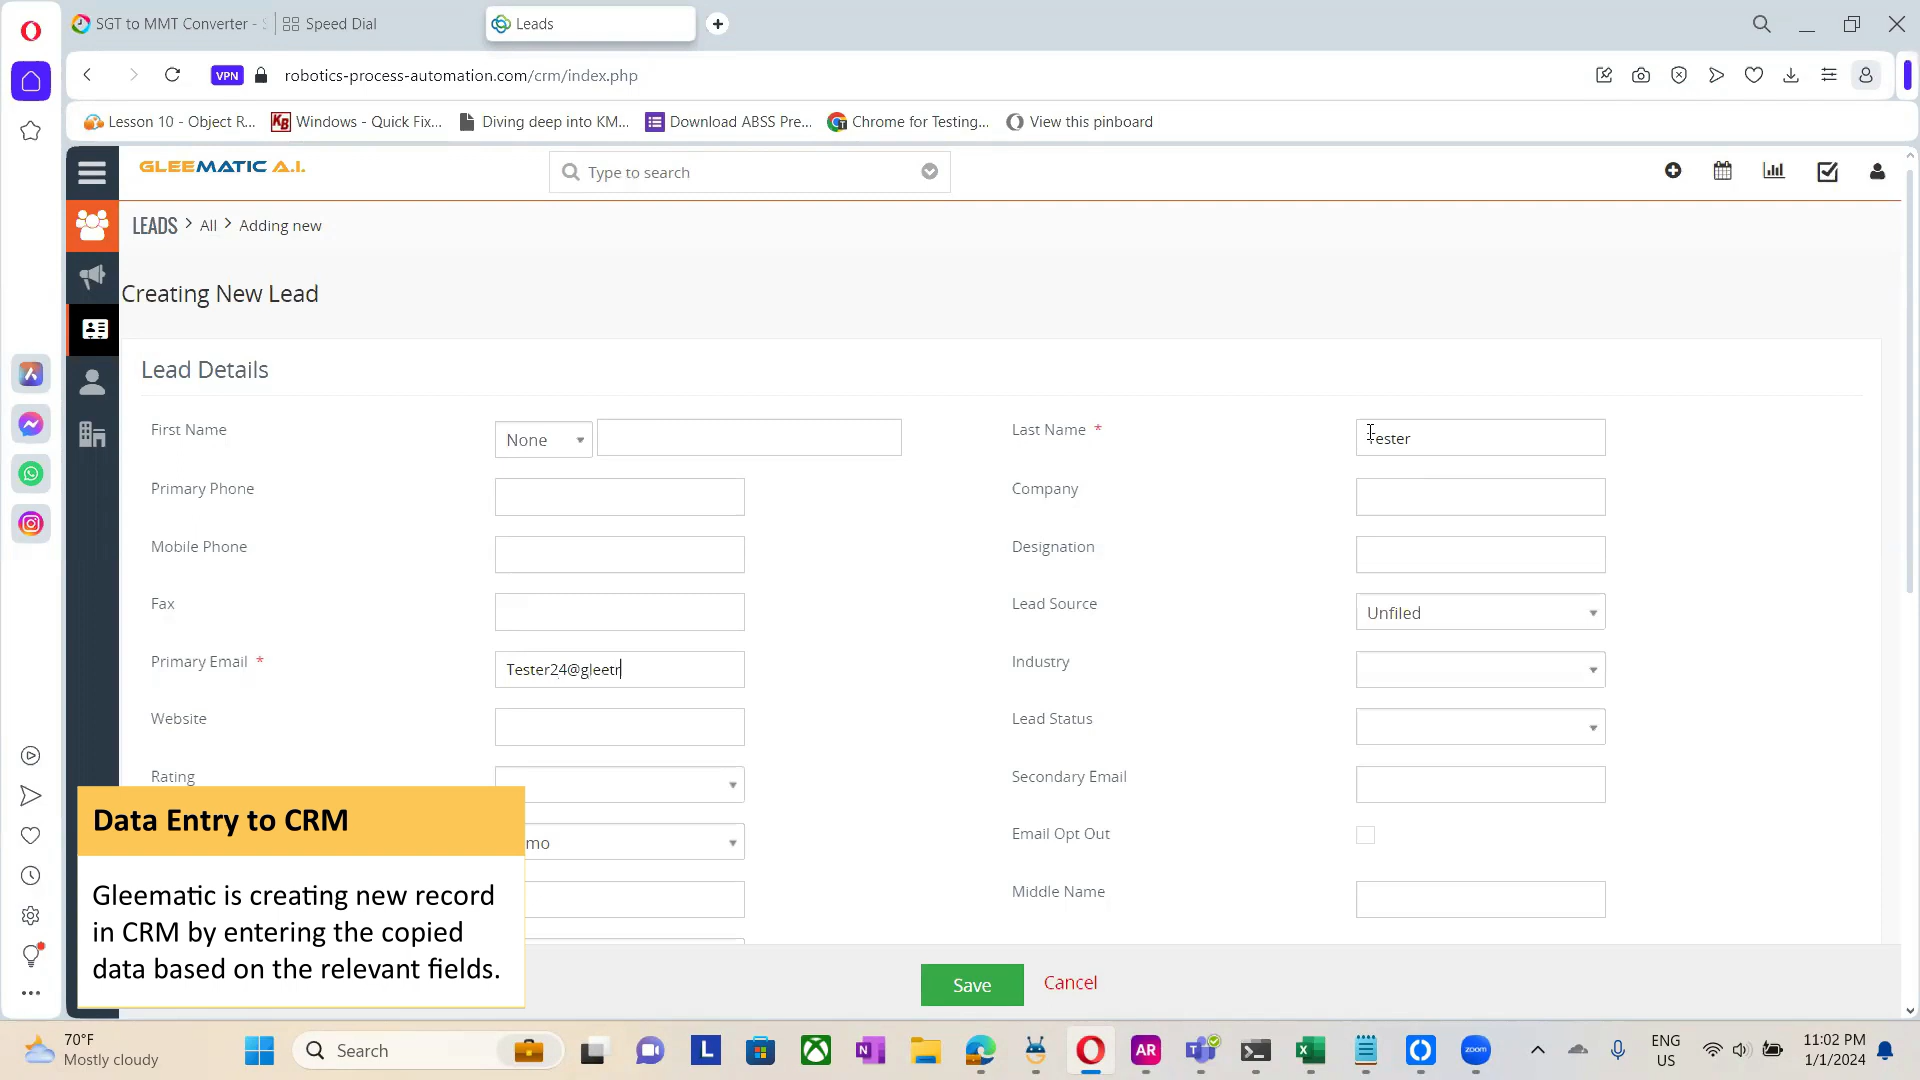 SGT to MMT Converter -
Speed Dial
Leads
VPN
robotics-process-automation.com/crm/index.php
Lesson 10 - Object R...
KB
Windows - Quick Fix...
Diving deep into KM...
Download ABSS Pre...
Chrome for Testing...
View this pinboard
GLEEMATIC A.I.
Type to search
LEADS > All > Adding new
Creating New Lead
Lead Details
First Name
None
Last Name *
Tester
Primary Phone
Company
Mobile Phone
Designation
Fax
Lead Source
Unfiled
Primary Email *
Tester24@gleetr
Industry
Website
Lead Status
Rating
Secondary Email
mo
Email Opt Out
Middle Name
Data Entry to CRM
Gleematic is creating new record
in CRM by entering the copied
data based on the relevant fields.
Save
Cancel
70°F
Mostly cloudy
Search
L
N
AR
zoom
ENG
US
11:02 PM
1/1/2024